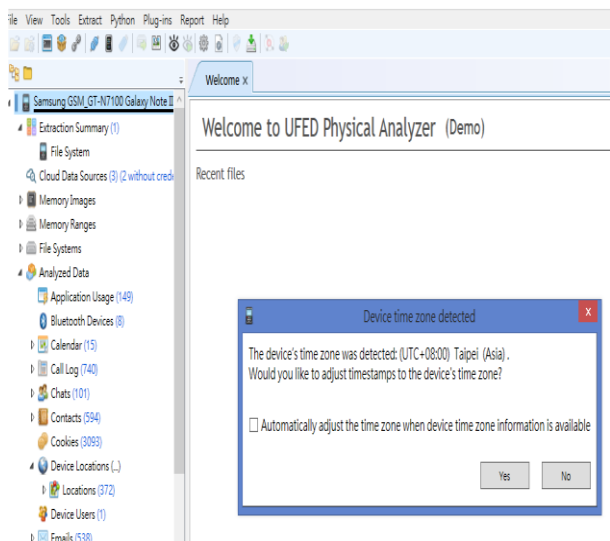 File View Tools Extract Python Plug-ins Report Help
Welcome x
Samsung GSM_GT-N7100 Galaxy Note II
Extraction Summary (1)
File System
Cloud Data Sources (3) (2 without
Memory Images
Memory Ranges
File Systems
Analyzed Data
Application Usage (149)
Bluetooth Devices (8)
Calendar (15)
Call Log (740)
Chats (101)
Contacts (594)
Cookies (3093)
Device Locations (...)
Locations (372)
Device Users (1)
Emails (538)
Welcome to UFED Physical Analyzer (Demo)
Recent files
Device time zone detected
x
The device's time zone was detected: (UTC+08:00) Taipei (Asia) .
Would you like to adjust timestamps to the device's time zone?
Automatically adjust the time zone when device time zone information is available
Yes No